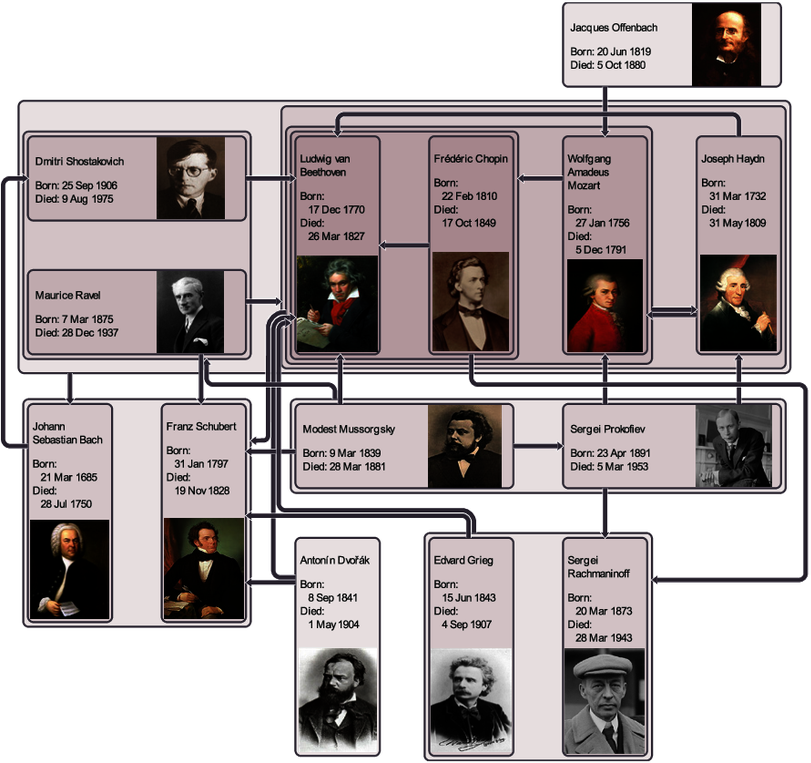 Jacques Offenbach
Born: 20 Jun 1819
Died: 5 Oct 1880
Dmitri Shostakovich
Born: 25 Sep 1906
Died: 9 Aug 1975
Ludwig van
Beethoven
Born:
17 Dec 1770
Died:
26 Mar 1827
Frédéric Chopin
Born:
22 Feb 1810
Died:
17 Oct 1849
Wolfgang
Amadeus
Mozart
Born:
27 Jan 1756
Died:
5 Dec 1791
Joseph Haydn
Born:
31 Mar 1732
Died:
31 May 1809
Maurice Ravel
Born: 7 Mar 1875
Died: 28 Dec 1937
Johann
Sebastian Bach
Born:
21 Mar 1685
Died:
28 Jul 1750
Franz Schubert
Born:
31 Jan 1797
Died:
19 Nov 1828
Modest Mussorgsky
Born: 9 Mar 1839
Died: 28 Mar 1881
Sergei Prokofiev
Born: 23 Apr 1891
Died: 5 Mar 1953
Antonín Dvořák
Born:
8 Sep 1841
Died:
1 May 1904
Edvard Grieg
Born:
15 Jun 1843
Died:
4 Sep 1907
Sergei
Rachmaninoff
Born:
20 Mar 1873
Died:
28 Mar 1943